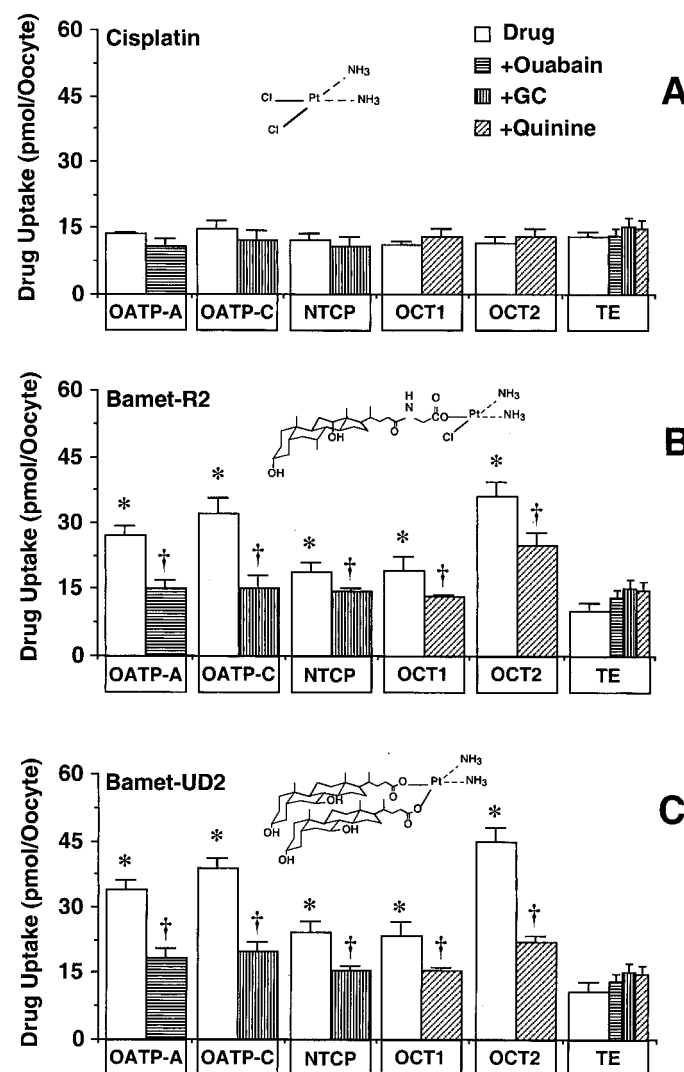 60
45
30
15
0
Drug Uptake (pmol/Oocyte)
Cisplatin
Cl
Cl
Pt
NH3
NH3
Drug
+Ouabain
+GC
+Quinine
A
OATP-A
OATP-C
NTCP
OCT1
OCT2
TE
60
45
30
15
0
Drug Uptake (pmol/Oocyte)
Bamet-R2
OH
OH
O
H
N
O
CO
Pt
Cl
NH3
NH3
B
*
†
*
†
*
†
*
†
*
†
OATP-A
OATP-C
NTCP
OCT1
OCT2
TE
60
45
30
15
0
Drug Uptake (pmol/Oocyte)
Bamet-UD2
OH
OH
O
O
OH
OH
O
O
Pt
NH3
NH3
C
*
†
*
†
*
†
*
†
*
†
OATP-A
OATP-C
NTCP
OCT1
OCT2
TE